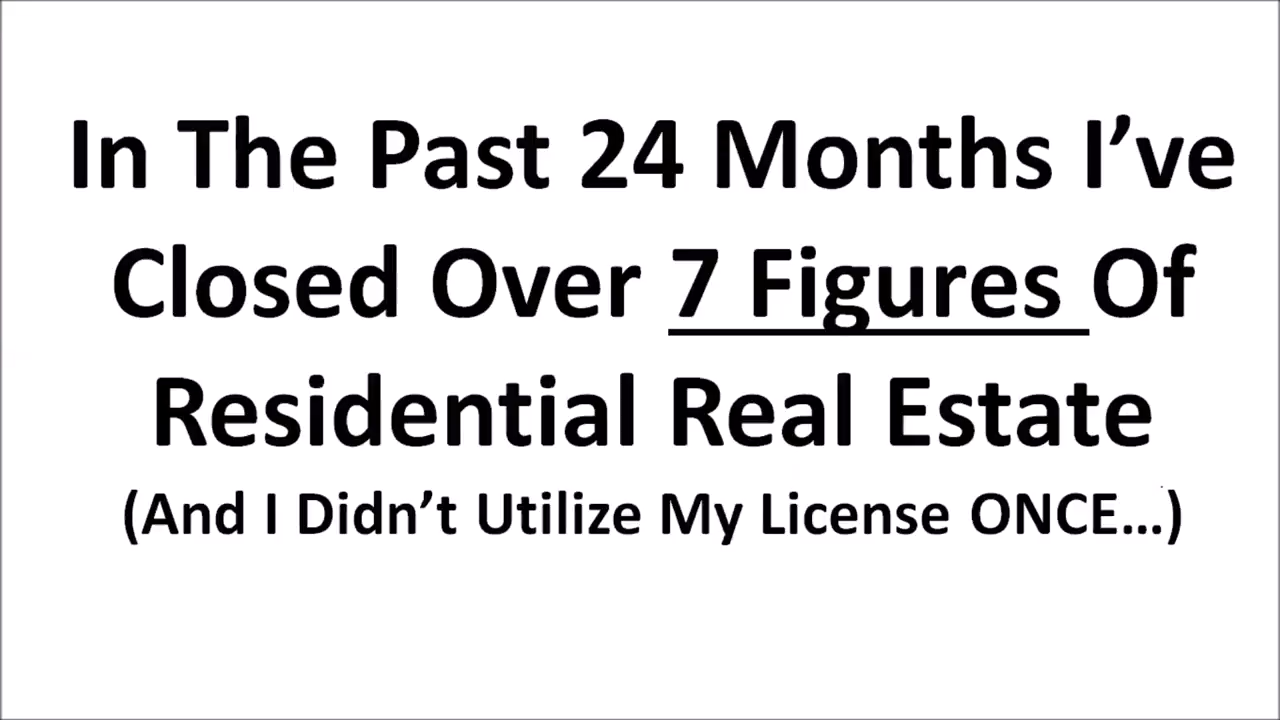 In The Past 24 Months I’ve
Closed Over 7 Figures Of
Residential Real Estate
(And I Didn’t Utilize My License ONCE…)